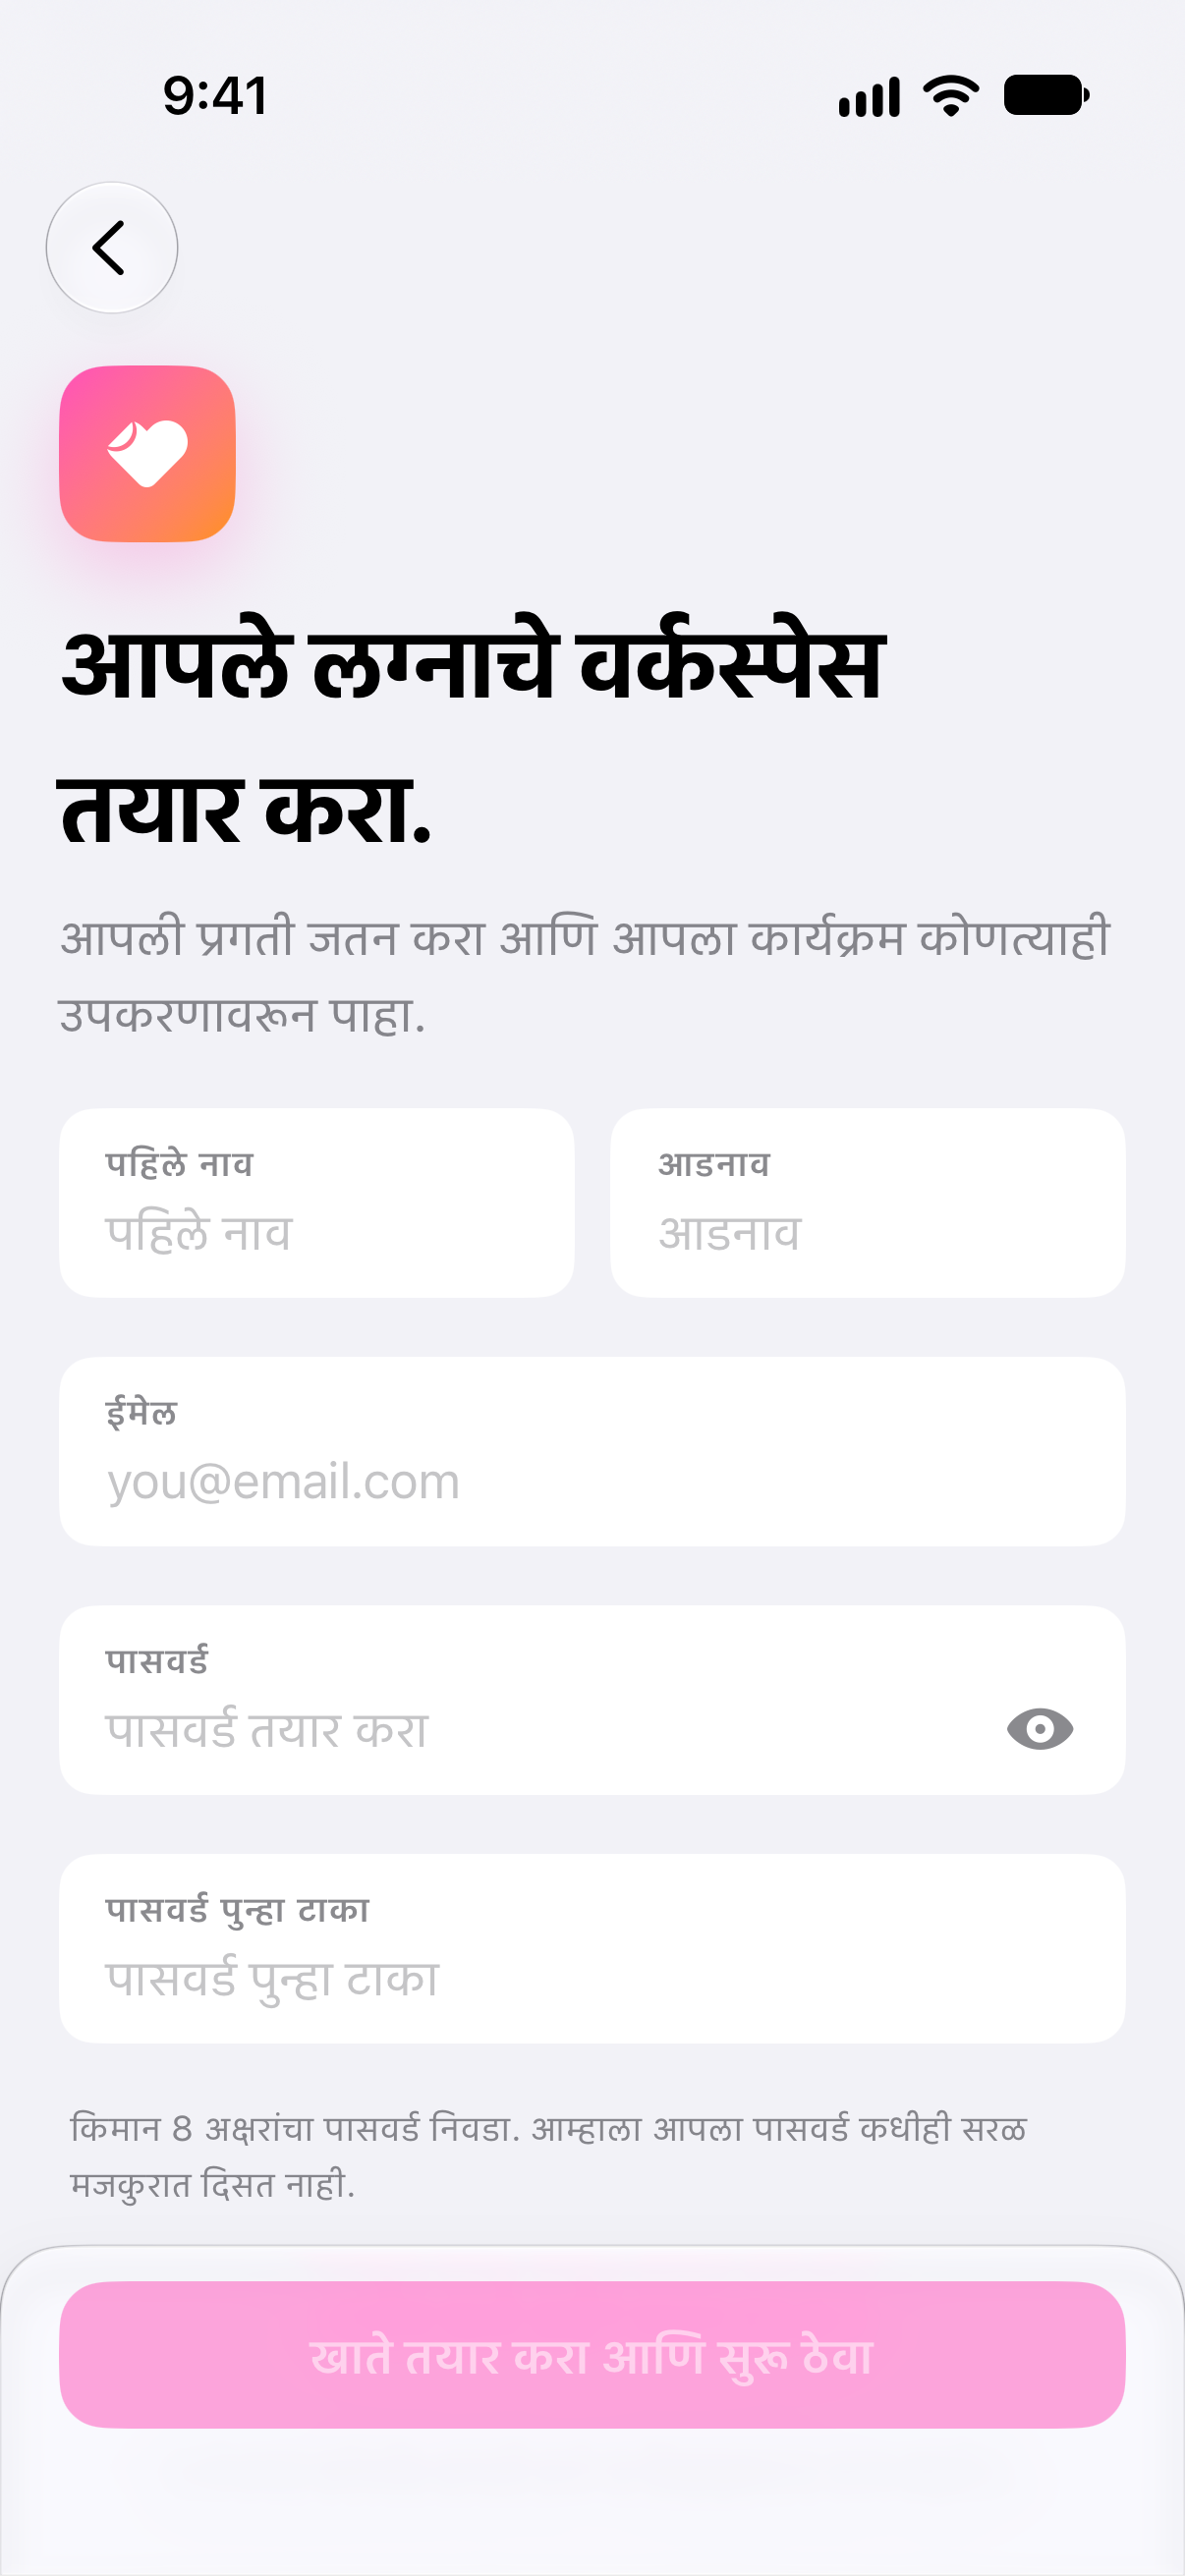 9:41
आपले लग्नाचे वर्कस्पेस
तयार करा.
आपली प्रगती जतन करा आणि आपला कार्यक्रम कोणत्याही
उपकरणावरून पाहा.
पहिले नाव
पहिले नाव
आडनाव
आडनाव
ईमेल
you@email.com
पासवर्ड
पासवर्ड तयार करा
पासवर्ड पुन्हा टाका
पासवर्ड पुन्हा टाका
किमान 8 अक्षरांचा पासवर्ड निवडा. आम्हाला आपला पासवर्ड कधीही सरळ
मजकुरात दिसत नाही.
खाते तयार करा आणि सुरू ठेवा